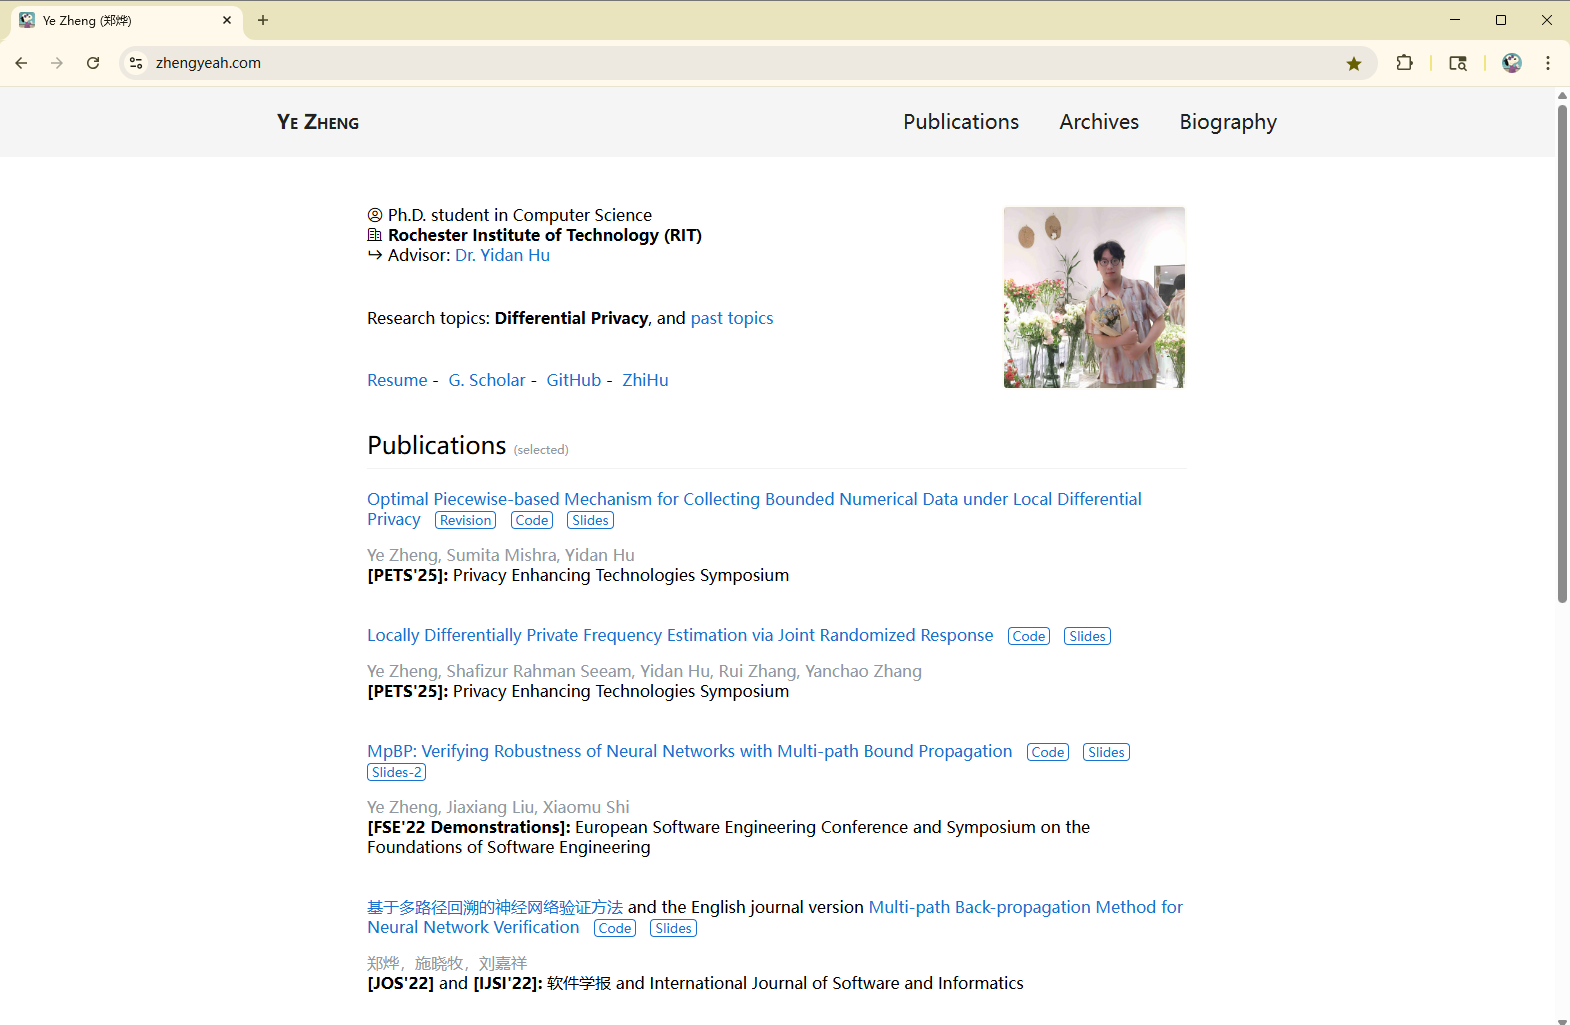 Ye Zheng (郑烨)
zhengyeah.com
Ye Zheng
Publications Archives Biography
Ph.D. student in Computer Science
Rochester Institute of Technology (RIT)
Advisor: Dr. Yidan Hu
Research topics: Differential Privacy, and past topics
Resume - G. Scholar - GitHub - ZhiHu
Publications (selected)
Optimal Piecewise-based Mechanism for Collecting Bounded Numerical Data under Local Differential
Privacy Revision Code Slides
Ye Zheng, Sumita Mishra, Yidan Hu
[PETS'25]: Privacy Enhancing Technologies Symposium
Locally Differentially Private Frequency Estimation via Joint Randomized Response Code Slides
Ye Zheng, Shafizur Rahman Seeam, Yidan Hu, Rui Zhang, Yanchao Zhang
[PETS'25]: Privacy Enhancing Technologies Symposium
MpBP: Verifying Robustness of Neural Networks with Multi-path Bound Propagation Code Slides
Slides-2
Ye Zheng, Jiaxiang Liu, Xiaomu Shi
[FSE'22 Demonstrations]: European Software Engineering Conference and Symposium on the
Foundations of Software Engineering
基于多路径回溯的神经网络验证方法 and the English journal version Multi-path Back-propagation Method for
Neural Network Verification Code Slides
郑烨，施晓牧，刘嘉祥
[JOS'22] and [IJSI'22]: 软件学报 and International Journal of Software and Informatics